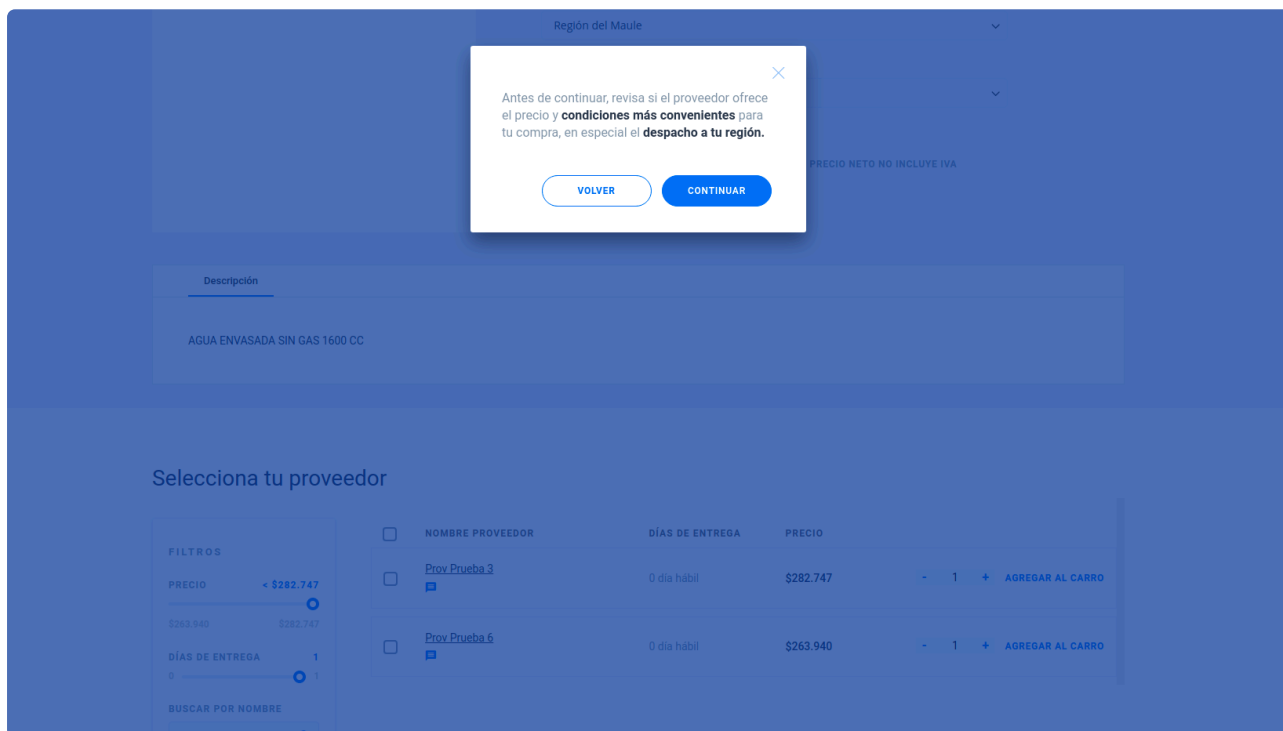 Región del Maule
Antes de continuar, revisa si el proveedor ofrece
el precio y condiciones más convenientes para
tu compra, en especial el despacho a tu región.
PRECIO NETO NO INCLUYE IVA
VOLVER CONTINUAR
Descripción
AGUA ENVASADA SIN GAS 1600 CC
Selecciona tu proveedor
FILTROS
PRECIO < $282.747
$263.940 $282.747
DÍAS DE ENTREGA 1
0 1
BUSCAR POR NOMBRE
NOMBRE PROVEEDOR DÍAS DE ENTREGA PRECIO
Prov Prueba 3 0 día hábil $282.747 - 1 + AGREGAR AL CARRO
Prov Prueba 6 0 día hábil $263.940 - 1 + AGREGAR AL CARRO